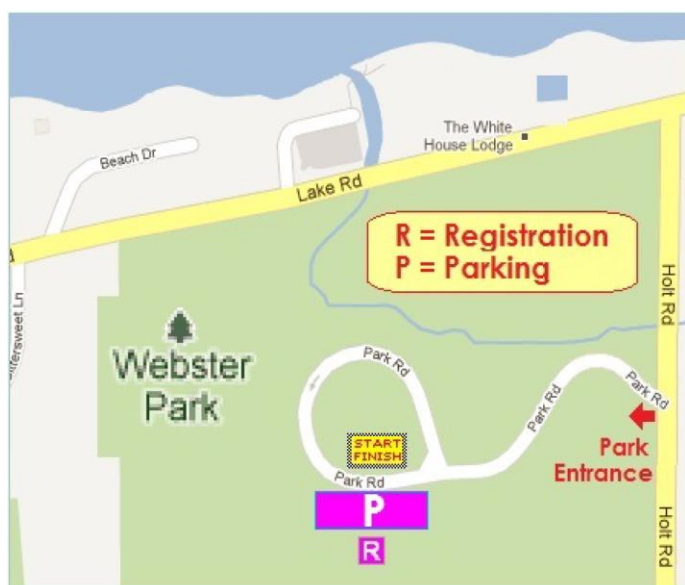 The White
House Lodge
Beach Dr
Lake Rd
R = Registration
P = Parking
Holt Rd
Webster
Park
Park Rd
Park Rd
Park Rd
START
FINISH
Park
Entrance
Park Rd
P
R
Holt Rd